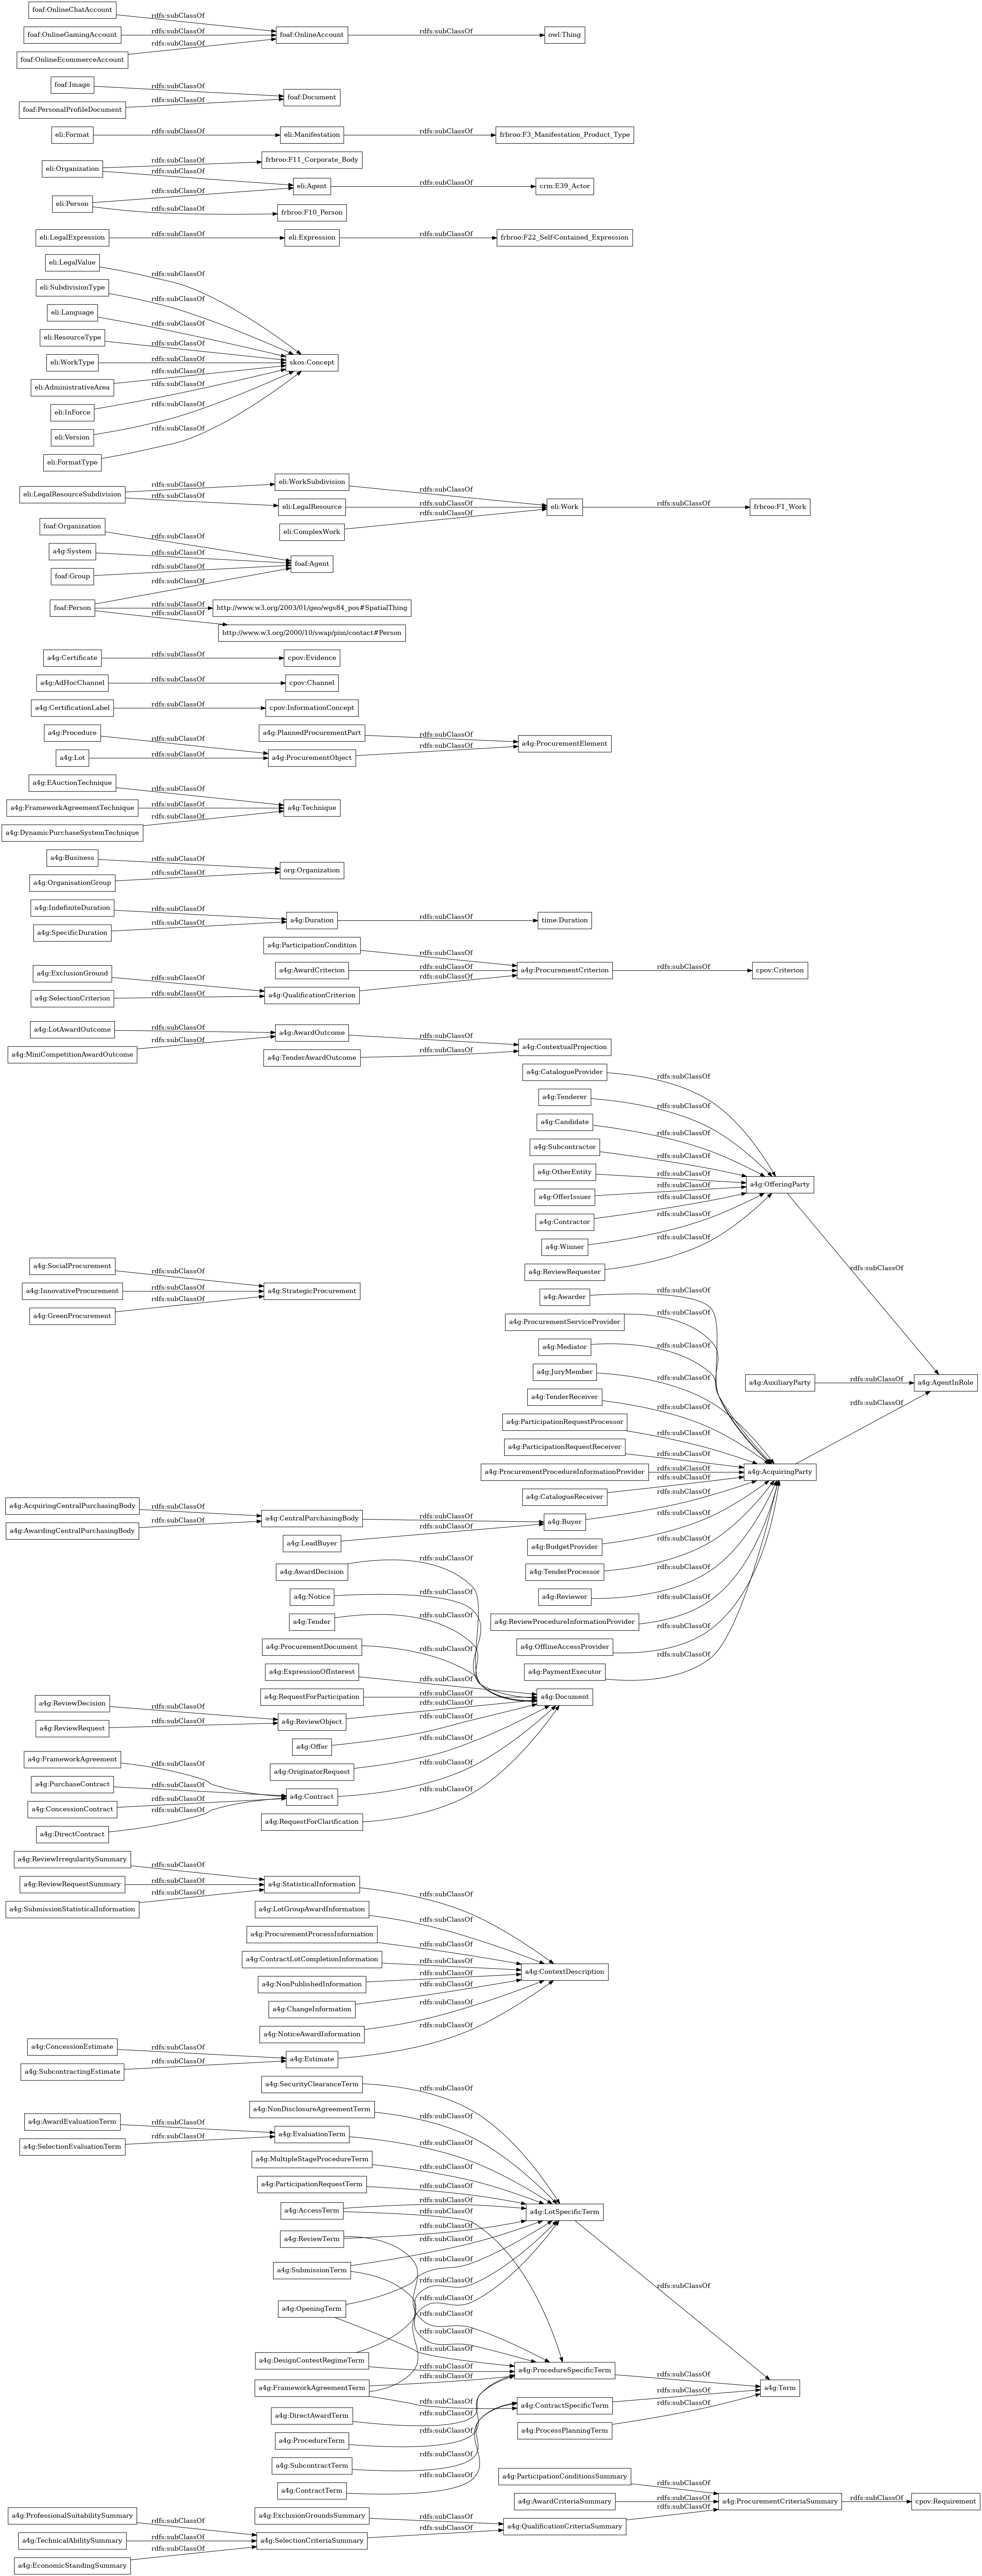 foaf:OnlineChatAccount
rdfs:subClassOf
foaf:OnlineGamingAccount
rdfs:subClassOf
foaf:OnlineAccount
rdfs:subClassOf
owl:Thing
rdfs:subClassOf
foaf:OnlineEcommerceAccount
foaf:Image
rdfs:subClassOf
foaf:Document
rdfs:subClassOf
foaf:PersonalProfileDocument
eli:Format
rdfs:subClassOf
eli:Manifestation
rdfs:subClassOf
frbroo:F3_Manifestation_Product_Type
eli:Organization
rdfs:subClassOf
frbroo:F11_Corporate_Body
rdfs:subClassOf
eli:Agent
rdfs:subClassOf
crm:E39_Actor
rdfs:subClassOf
eli:Person
rdfs:subClassOf
frbroo:F10_Person
eli:LegalExpression
rdfs:subClassOf
eli:Expression
rdfs:subClassOf
frbroo:F22_Self-Contained_Expression
eli:LegalValue
rdfs:subClassOf
eli:SubdivisionType
rdfs:subClassOf
eli:Language
rdfs:subClassOf
eli:ResourceType
rdfs:subClassOf
eli:WorkType
rdfs:subClassOf
skos:Concept
eli:AdministrativeArea
rdfs:subClassOf
eli:InForce
rdfs:subClassOf
eli:Version
rdfs:subClassOf
eli:FormatType
rdfs:subClassOf
eli:LegalResourceSubdivision
rdfs:subClassOf
eli:WorkSubdivision
rdfs:subClassOf
rdfs:subClassOf
eli:LegalResource
rdfs:subClassOf
eli:Work
rdfs:subClassOf
frbroo:F1_Work
eli:ComplexWork
rdfs:subClassOf
foaf:Organization
rdfs:subClassOf
a4g:System
rdfs:subClassOf
foaf:Agent
foaf:Group
rdfs:subClassOf
rdfs:subClassOf
foaf:Person
rdfs:subClassOf
http://www.w3.org/2003/01/geo/wgs84_pos#SpatialThing
rdfs:subClassOf
http://www.w3.org/2000/10/swap/pim/contact#Person
a4g:Certificate
rdfs:subClassOf
cpov:Evidence
a4g:AdHocChannel
rdfs:subClassOf
cpov:Channel
a4g:CertificationLabel
rdfs:subClassOf
cpov:InformationConcept
a4g:Procedure
rdfs:subClassOf
a4g:PlannedProcurementPart
rdfs:subClassOf
a4g:ProcurementElement
a4g:Lot
rdfs:subClassOf
a4g:ProcurementObject
rdfs:subClassOf
a4g:EAuctionTechnique
rdfs:subClassOf
a4g:FrameworkAgreementTechnique
rdfs:subClassOf
a4g:Technique
a4g:DynamicPurchaseSystemTechnique
rdfs:subClassOf
a4g:Business
rdfs:subClassOf
org:Organization
a4g:OrganisationGroup
rdfs:subClassOf
a4g:IndefiniteDuration
rdfs:subClassOf
a4g:Duration
rdfs:subClassOf
time:Duration
a4g:SpecificDuration
rdfs:subClassOf
a4g:ParticipationCondition
rdfs:subClassOf
a4g:ExclusionGround
rdfs:subClassOf
a4g:AwardCriterion
rdfs:subClassOf
a4g:ProcurementCriterion
rdfs:subClassOf
cpov:Criterion
a4g:SelectionCriterion
rdfs:subClassOf
a4g:QualificationCriterion
rdfs:subClassOf
a4g:LotAwardOutcome
rdfs:subClassOf
a4g:AwardOutcome
rdfs:subClassOf
a4g:ContextualProjection
a4g:MiniCompetitionAwardOutcome
rdfs:subClassOf
a4g:TenderAwardOutcome
rdfs:subClassOf
a4g:CatalogueProvider
rdfs:subClassOf
a4g:Tenderer
rdfs:subClassOf
a4g:Candidate
rdfs:subClassOf
a4g:Subcontractor
rdfs:subClassOf
a4g:OtherEntity
rdfs:subClassOf
a4g:OfferingParty
a4g:OfferIssuer
rdfs:subClassOf
a4g:Contractor
rdfs:subClassOf
a4g:Winner
rdfs:subClassOf
a4g:ReviewRequester
rdfs:subClassOf
rdfs:subClassOf
a4g:SocialProcurement
rdfs:subClassOf
a4g:InnovativeProcurement
rdfs:subClassOf
a4g:StrategicProcurement
a4g:GreenProcurement
rdfs:subClassOf
a4g:Awarder
rdfs:subClassOf
a4g:ProcurementServiceProvider
rdfs:subClassOf
a4g:Mediator
rdfs:subClassOf
a4g:JuryMember
rdfs:subClassOf
a4g:AuxiliaryParty
rdfs:subClassOf
a4g:AgentInRole
a4g:TenderReceiver
rdfs:subClassOf
rdfs:subClassOf
a4g:ParticipationRequestProcessor
rdfs:subClassOf
a4g:ParticipationRequestReceiver
rdfs:subClassOf
a4g:ProcurementProcedureInformationProvider
rdfs:subClassOf
a4g:AcquiringParty
a4g:CatalogueReceiver
rdfs:subClassOf
a4g:AcquiringCentralPurchasingBody
rdfs:subClassOf
a4g:CentralPurchasingBody
rdfs:subClassOf
a4g:Buyer
rdfs:subClassOf
a4g:AwardingCentralPurchasingBody
rdfs:subClassOf
a4g:LeadBuyer
rdfs:subClassOf
a4g:BudgetProvider
rdfs:subClassOf
a4g:TenderProcessor
rdfs:subClassOf
a4g:Reviewer
rdfs:subClassOf
a4g:ReviewProcedureInformationProvider
rdfs:subClassOf
a4g:OfflineAccessProvider
rdfs:subClassOf
a4g:PaymentExecutor
rdfs:subClassOf
a4g:AwardDecision
rdfs:subClassOf
a4g:Notice
rdfs:subClassOf
a4g:Tender
rdfs:subClassOf
a4g:ProcurementDocument
rdfs:subClassOf
a4g:ExpressionOfInterest
rdfs:subClassOf
a4g:RequestForParticipation
rdfs:subClassOf
a4g:Document
a4g:ReviewDecision
rdfs:subClassOf
a4g:ReviewObject
rdfs:subClassOf
a4g:ReviewRequest
rdfs:subClassOf
a4g:Offer
rdfs:subClassOf
a4g:OriginatorRequest
rdfs:subClassOf
a4g:FrameworkAgreement
rdfs:subClassOf
a4g:PurchaseContract
rdfs:subClassOf
a4g:Contract
rdfs:subClassOf
a4g:ConcessionContract
rdfs:subClassOf
a4g:DirectContract
rdfs:subClassOf
a4g:RequestForClarification
rdfs:subClassOf
a4g:ReviewIrregularitySummary
rdfs:subClassOf
a4g:ReviewRequestSummary
rdfs:subClassOf
a4g:StatisticalInformation
rdfs:subClassOf
a4g:SubmissionStatisticalInformation
rdfs:subClassOf
a4g:LotGroupAwardInformation
rdfs:subClassOf
a4g:ProcurementProcessInformation
rdfs:subClassOf
a4g:ContractLotCompletionInformation
rdfs:subClassOf
a4g:ContextDescription
a4g:NonPublishedInformation
rdfs:subClassOf
a4g:ChangeInformation
rdfs:subClassOf
a4g:NoticeAwardInformation
rdfs:subClassOf
a4g:ConcessionEstimate
rdfs:subClassOf
a4g:Estimate
rdfs:subClassOf
a4g:SubcontractingEstimate
rdfs:subClassOf
a4g:SecurityClearanceTerm
rdfs:subClassOf
a4g:NonDisclosureAgreementTerm
rdfs:subClassOf
a4g:AwardEvaluationTerm
rdfs:subClassOf
a4g:EvaluationTerm
rdfs:subClassOf
a4g:SelectionEvaluationTerm
rdfs:subClassOf
a4g:MultipleStageProcedureTerm
rdfs:subClassOf
a4g:ParticipationRequestTerm
rdfs:subClassOf
a4g:AccessTerm
rdfs:subClassOf
rdfs:subClassOf
a4g:LotSpecificTerm
a4g:ReviewTerm
rdfs:subClassOf
rdfs:subClassOf
a4g:SubmissionTerm
rdfs:subClassOf
rdfs:subClassOf
rdfs:subClassOf
a4g:OpeningTerm
rdfs:subClassOf
rdfs:subClassOf
rdfs:subClassOf
rdfs:subClassOf
a4g:DesignContestRegimeTerm
rdfs:subClassOf
a4g:ProcedureSpecificTerm
rdfs:subClassOf
a4g:FrameworkAgreementTerm
rdfs:subClassOf
a4g:Term
rdfs:subClassOf
a4g:ContractSpecificTerm
rdfs:subClassOf
a4g:DirectAwardTerm
rdfs:subClassOf
a4g:ProcessPlanningTerm
rdfs:subClassOf
a4g:ProcedureTerm
rdfs:subClassOf
a4g:SubcontractTerm
rdfs:subClassOf
a4g:ContractTerm
rdfs:subClassOf
a4g:ParticipationConditionsSummary
rdfs:subClassOf
a4g:AwardCriteriaSummary
rdfs:subClassOf
a4g:ProcurementCriteriaSummary
rdfs:subClassOf
cpov:Requirement
a4g:ProfessionalSuitabilitySummary
rdfs:subClassOf
a4g:ExclusionGroundsSummary
rdfs:subClassOf
a4g:QualificationCriteriaSummary
rdfs:subClassOf
a4g:TechnicalAbilitySummary
rdfs:subClassOf
a4g:SelectionCriteriaSummary
rdfs:subClassOf
a4g:EconomicStandingSummary
rdfs:subClassOf